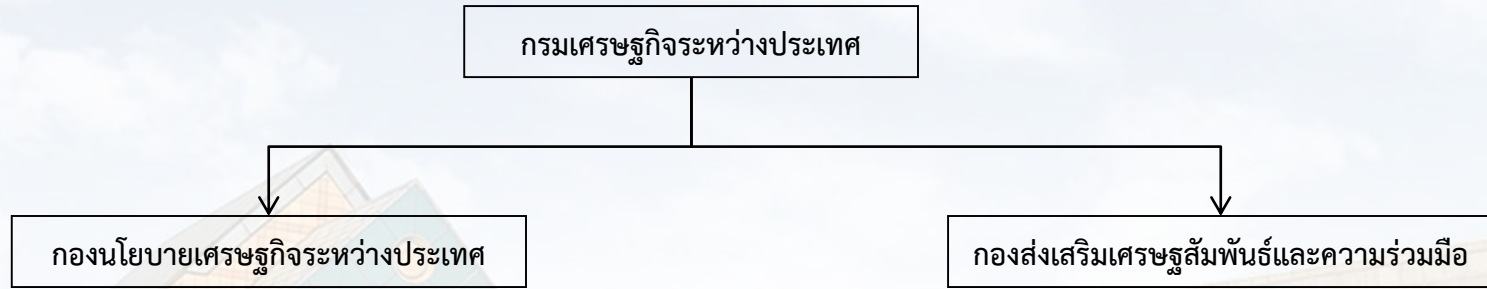 กรมเศรษฐกิจระหว่างประเทศ
กองนโยบายเศรษฐกิจระหว่างประเทศ
กองส่งเสริมเศรษฐสัมพันธ์และความร่วมมือ